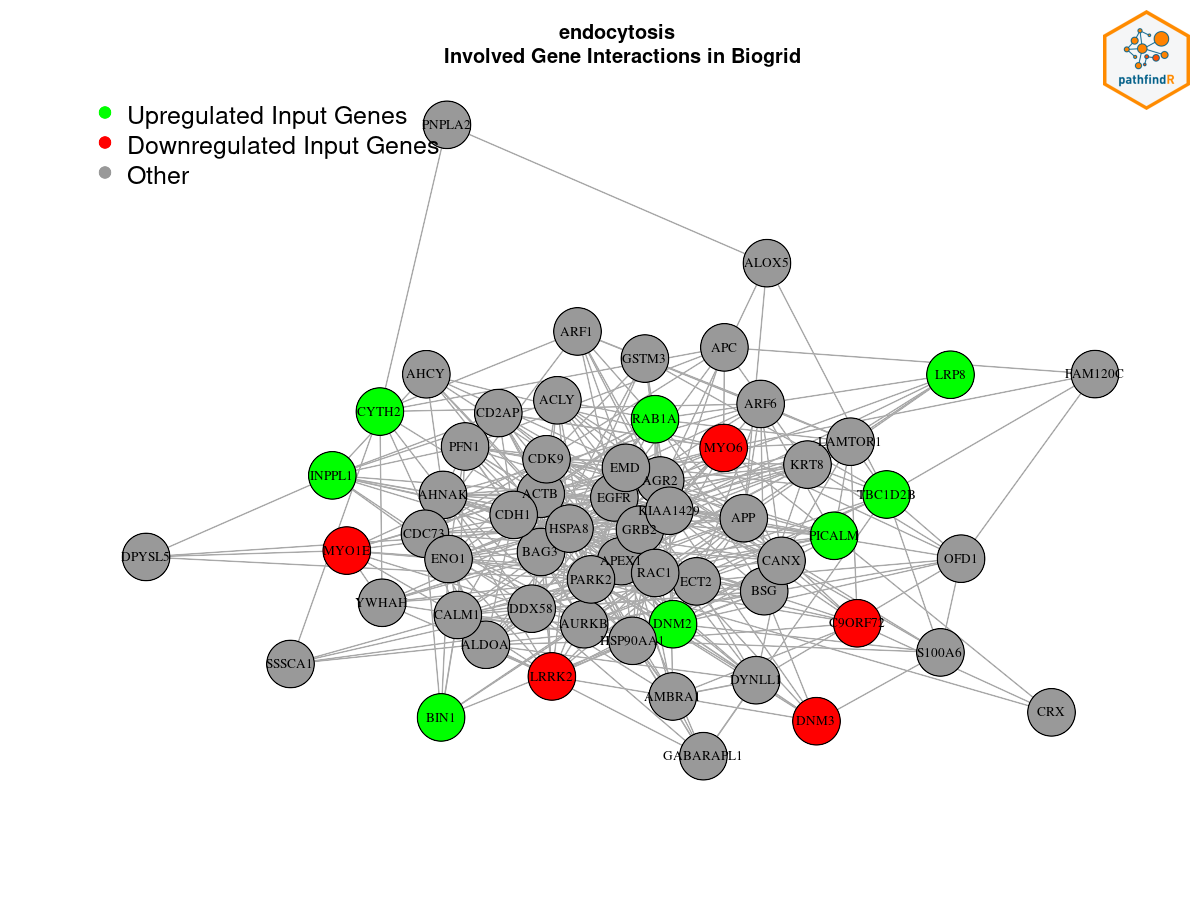 endocytosis
Involved Gene Interactions in Biogrid
pathfindR
Upregulated Input Genes
Downregulated Input Genes
Other
PNPLA2
ALOX5
ARF1
APC
GSTM3
AHCY
LRP8
FAM120C
ACLY
ARF6
CYTH2
CD2AP
RAB1A
LAMTOR1
PFN1
MYO6
CDK9
KRT8
EMD
INPPL1
AGR2
AHNAK
ACTB
TBC1D2B
EGFR
KIAA1429
CDH1
APP
HSPA8
GRB2
CDC73
PICALM
MYO1E
BAG3
DPYSL5
ENO1
APEX1
CANX
OFD1
RAC1
PARK2
ECT2
BSG
YWHAH
DDX58
CALM1
AURKB
DNM2
C9ORF72
HSP90AA1
ALDOA
S100A6
SSSCA1
LRRK2
DYNLL1
AMBRA1
CRX
BIN1
DNM3
GABARAPL1